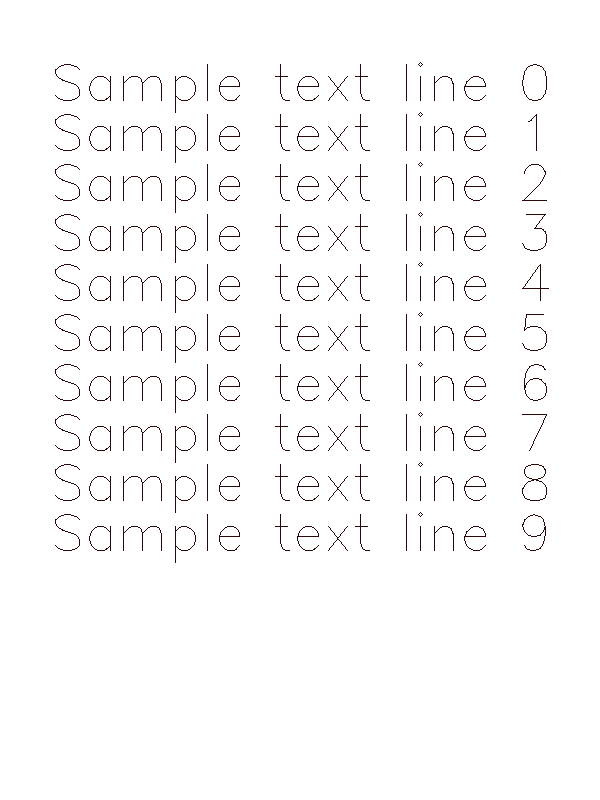 Sample text line 0
Sample text line 1
Sample text line 2
Sample text line 3
Sample text line 4
Sample text line 5
Sample text line 6
Sample text line 7
Sample text line 8
Sample text line 9